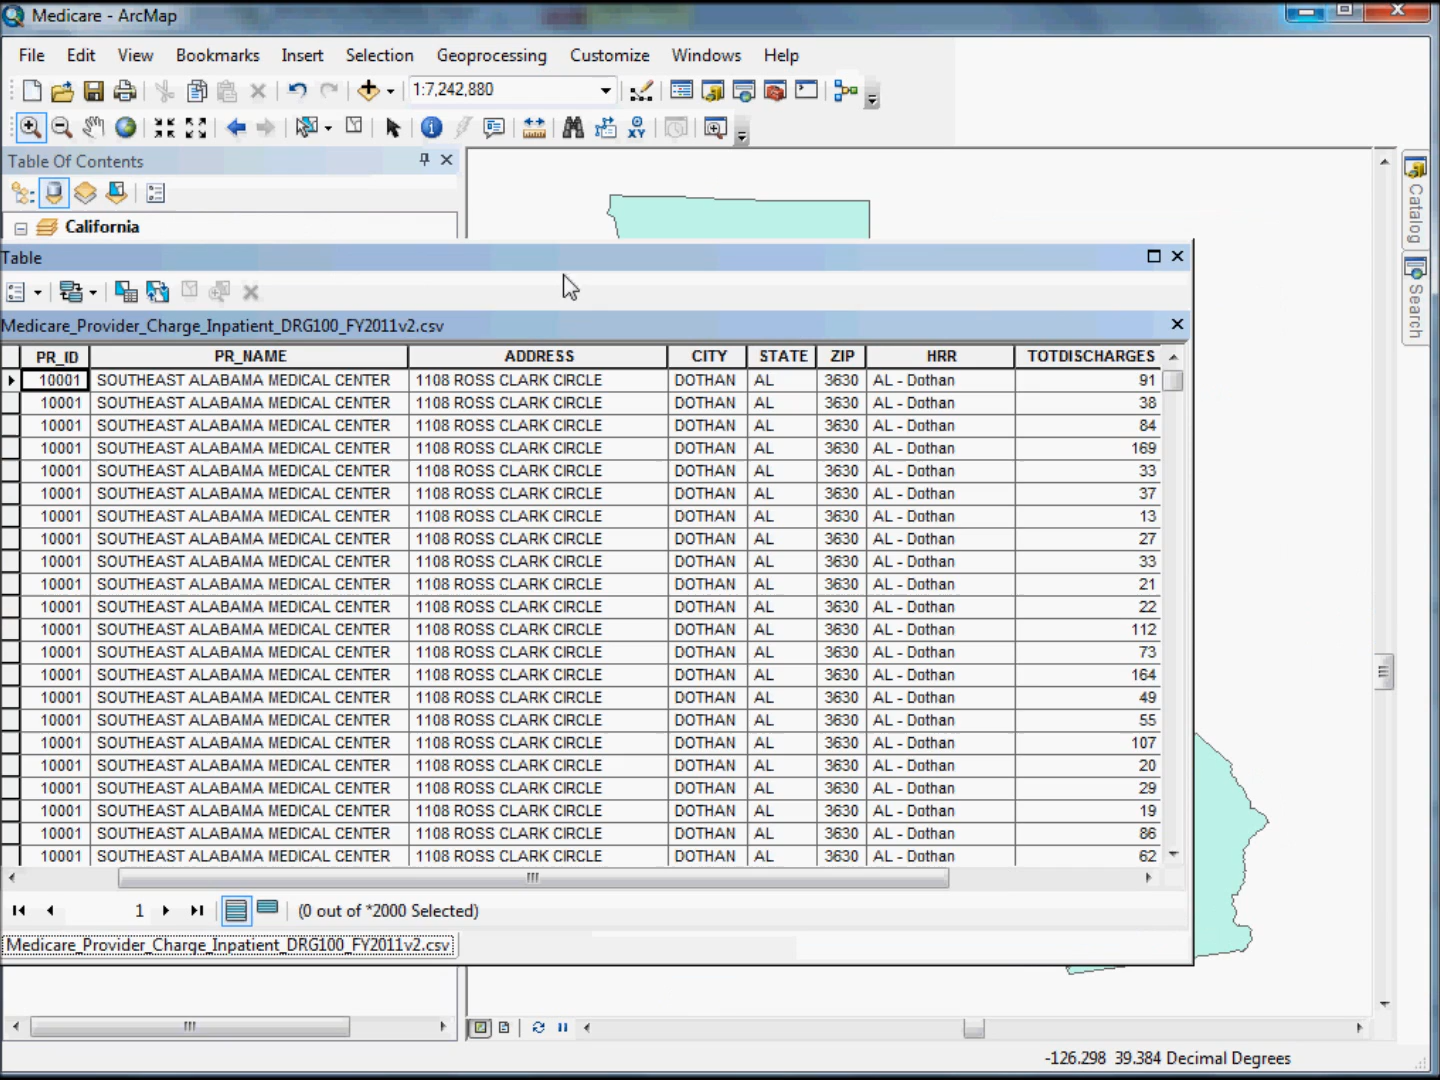 Medicare - ArcMap
File Edit View Bookmarks Insert Selection Geoprocessing Customize Windows Help
1:7,242,880
XY
Table Of Contents
California
Catalog
Search
Table
Medicare_Provider_Charge_Inpatient_DRG100_FY2011v2.csv
PR_ID PR_NAME ADDRESS CITY STATE ZIP HRR TOTDISCHARGES
10001 SOUTHEAST ALABAMA MEDICAL CENTER 1108 ROSS CLARK CIRCLE DOTHAN AL 3630 AL - Dothan 91
10001 SOUTHEAST ALABAMA MEDICAL CENTER 1108 ROSS CLARK CIRCLE DOTHAN AL 3630 AL - Dothan 38
10001 SOUTHEAST ALABAMA MEDICAL CENTER 1108 ROSS CLARK CIRCLE DOTHAN AL 3630 AL - Dothan 84
10001 SOUTHEAST ALABAMA MEDICAL CENTER 1108 ROSS CLARK CIRCLE DOTHAN AL 3630 AL - Dothan 169
10001 SOUTHEAST ALABAMA MEDICAL CENTER 1108 ROSS CLARK CIRCLE DOTHAN AL 3630 AL - Dothan 33
10001 SOUTHEAST ALABAMA MEDICAL CENTER 1108 ROSS CLARK CIRCLE DOTHAN AL 3630 AL - Dothan 37
10001 SOUTHEAST ALABAMA MEDICAL CENTER 1108 ROSS CLARK CIRCLE DOTHAN AL 3630 AL - Dothan 13
10001 SOUTHEAST ALABAMA MEDICAL CENTER 1108 ROSS CLARK CIRCLE DOTHAN AL 3630 AL - Dothan 27
10001 SOUTHEAST ALABAMA MEDICAL CENTER 1108 ROSS CLARK CIRCLE DOTHAN AL 3630 AL - Dothan 33
10001 SOUTHEAST ALABAMA MEDICAL CENTER 1108 ROSS CLARK CIRCLE DOTHAN AL 3630 AL - Dothan 21
10001 SOUTHEAST ALABAMA MEDICAL CENTER 1108 ROSS CLARK CIRCLE DOTHAN AL 3630 AL - Dothan 22
10001 SOUTHEAST ALABAMA MEDICAL CENTER 1108 ROSS CLARK CIRCLE DOTHAN AL 3630 AL - Dothan 112
10001 SOUTHEAST ALABAMA MEDICAL CENTER 1108 ROSS CLARK CIRCLE DOTHAN AL 3630 AL - Dothan 73
10001 SOUTHEAST ALABAMA MEDICAL CENTER 1108 ROSS CLARK CIRCLE DOTHAN AL 3630 AL - Dothan 164
10001 SOUTHEAST ALABAMA MEDICAL CENTER 1108 ROSS CLARK CIRCLE DOTHAN AL 3630 AL - Dothan 49
10001 SOUTHEAST ALABAMA MEDICAL CENTER 1108 ROSS CLARK CIRCLE DOTHAN AL 3630 AL - Dothan 55
10001 SOUTHEAST ALABAMA MEDICAL CENTER 1108 ROSS CLARK CIRCLE DOTHAN AL 3630 AL - Dothan 107
10001 SOUTHEAST ALABAMA MEDICAL CENTER 1108 ROSS CLARK CIRCLE DOTHAN AL 3630 AL - Dothan 20
10001 SOUTHEAST ALABAMA MEDICAL CENTER 1108 ROSS CLARK CIRCLE DOTHAN AL 3630 AL - Dothan 29
10001 SOUTHEAST ALABAMA MEDICAL CENTER 1108 ROSS CLARK CIRCLE DOTHAN AL 3630 AL - Dothan 19
10001 SOUTHEAST ALABAMA MEDICAL CENTER 1108 ROSS CLARK CIRCLE DOTHAN AL 3630 AL - Dothan 86
10001 SOUTHEAST ALABAMA MEDICAL CENTER 1108 ROSS CLARK CIRCLE DOTHAN AL 3630 AL - Dothan 62
1 (0 out of *2000 Selected)
Medicare_Provider_Charge_Inpatient_DRG100_FY2011v2.csv
-126.298 39.384 Decimal Degrees